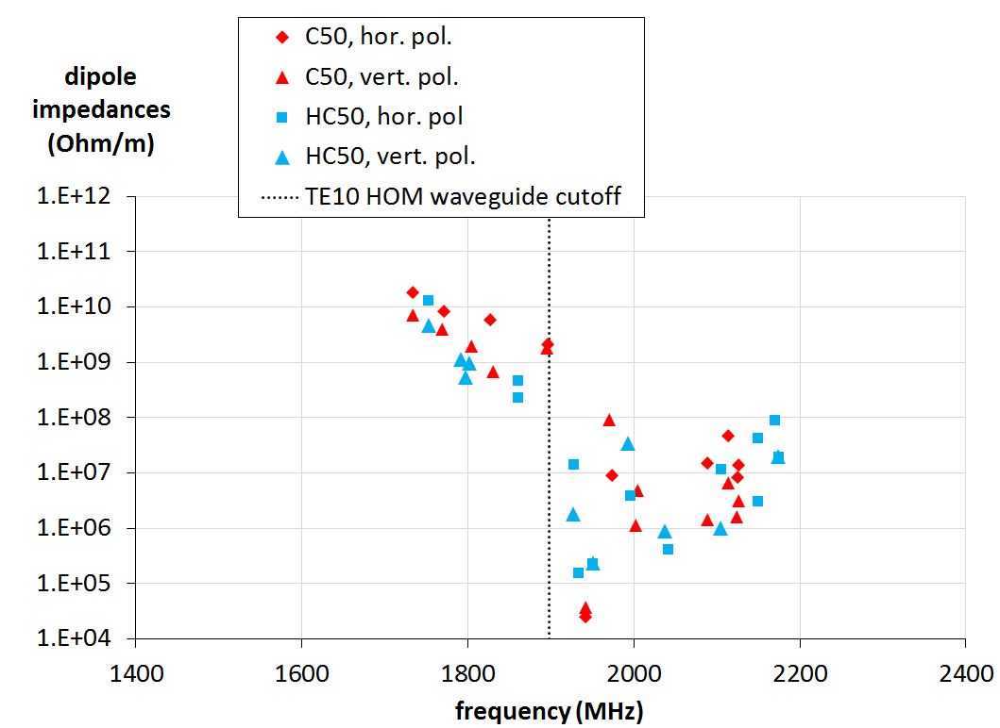 C50, hor. pol.
C50, vert. pol.
HC50, hor. pol
HC50, vert. pol.
TE10 HOM waveguide cutoff
dipole
impedances
(Ohm/m)
1.E+12
1.E+11
1.E+10
1.E+09
1.E+08
1.E+07
1.E+06
1.E+05
1.E+04
1400 1600 1800 2000 2200 2400
frequency (MHz)